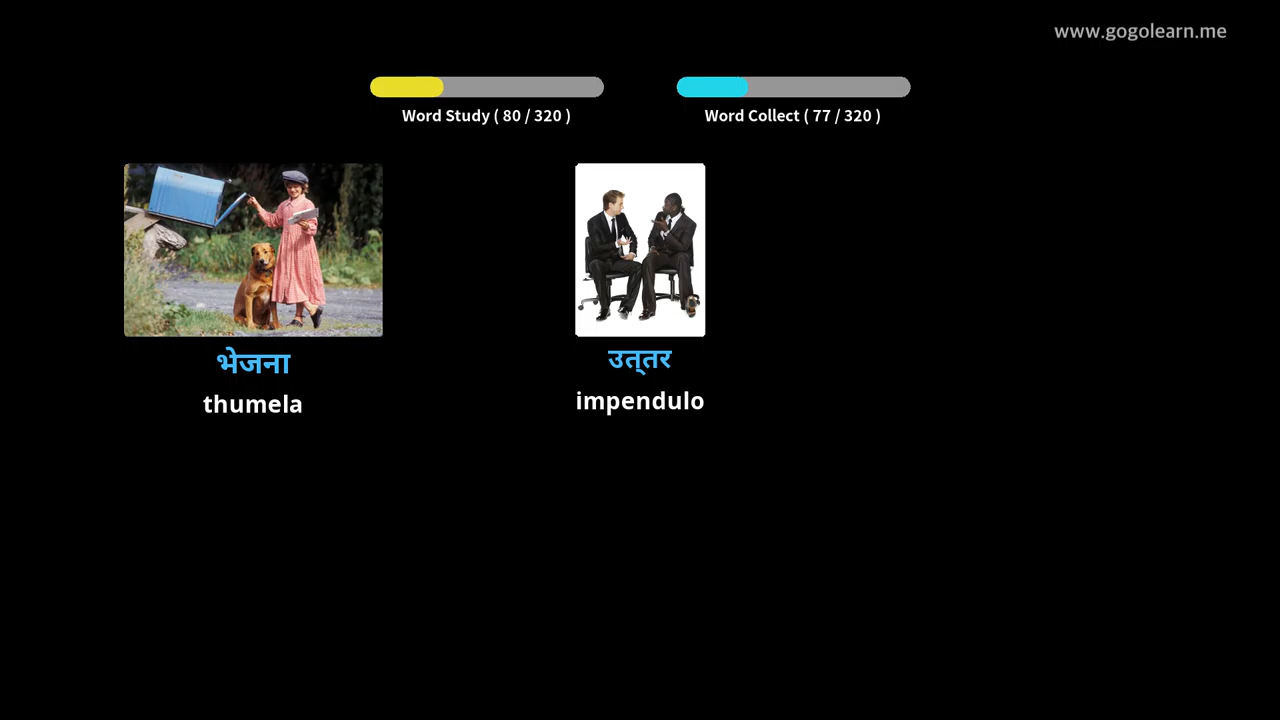 www.gogolearn.me
Word Study ( 80 / 320 )
Word Collect ( 77 / 320 )
भेजना
thumela
उत्‌तर
impendulo